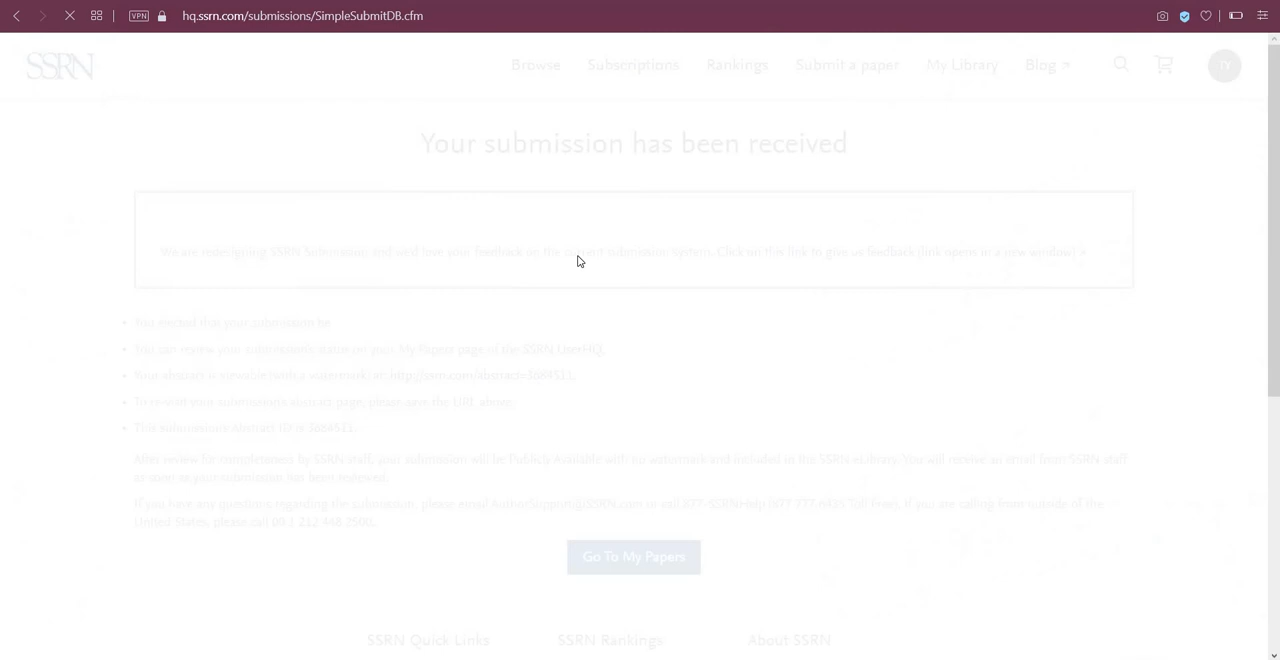 VPN hq.ssrn.com/submissions/SimpleSubmitDB.cfm
SSRN Browse Subscriptions Rankings Submit a paper My Library Blog TY
Your submission has been received
We are redesigning SSRN Submission and we'd love your feedback on the current submission system. Click on this link to give us feedback (link opens in a new window)
You elected that your submission be
You can review your submission's status on your My Papers page of the SSRN User HQ.
Your abstract is viewable with a watermark, at http://ssrn.com/abstract=3684511.
To re-visit your submission's abstract page, please save the URL above.
This submission's Abstract ID is 3684511.
After review for completeness by SSRN staff, your submission will be Publicly Available with no watermark and included in the SSRN eLibrary. You will receive an email from SSRN staff
as soon as your submission has been reviewed.
If you have any questions regarding the submission, please email
or call 877-SSRNHelp (877 777 6435 Toll Free). If you are calling from outside of the
United States, please call 00 1 212 448 2500.
Go To My Papers
SSRN Quick Links SSRN Rankings About SSRN